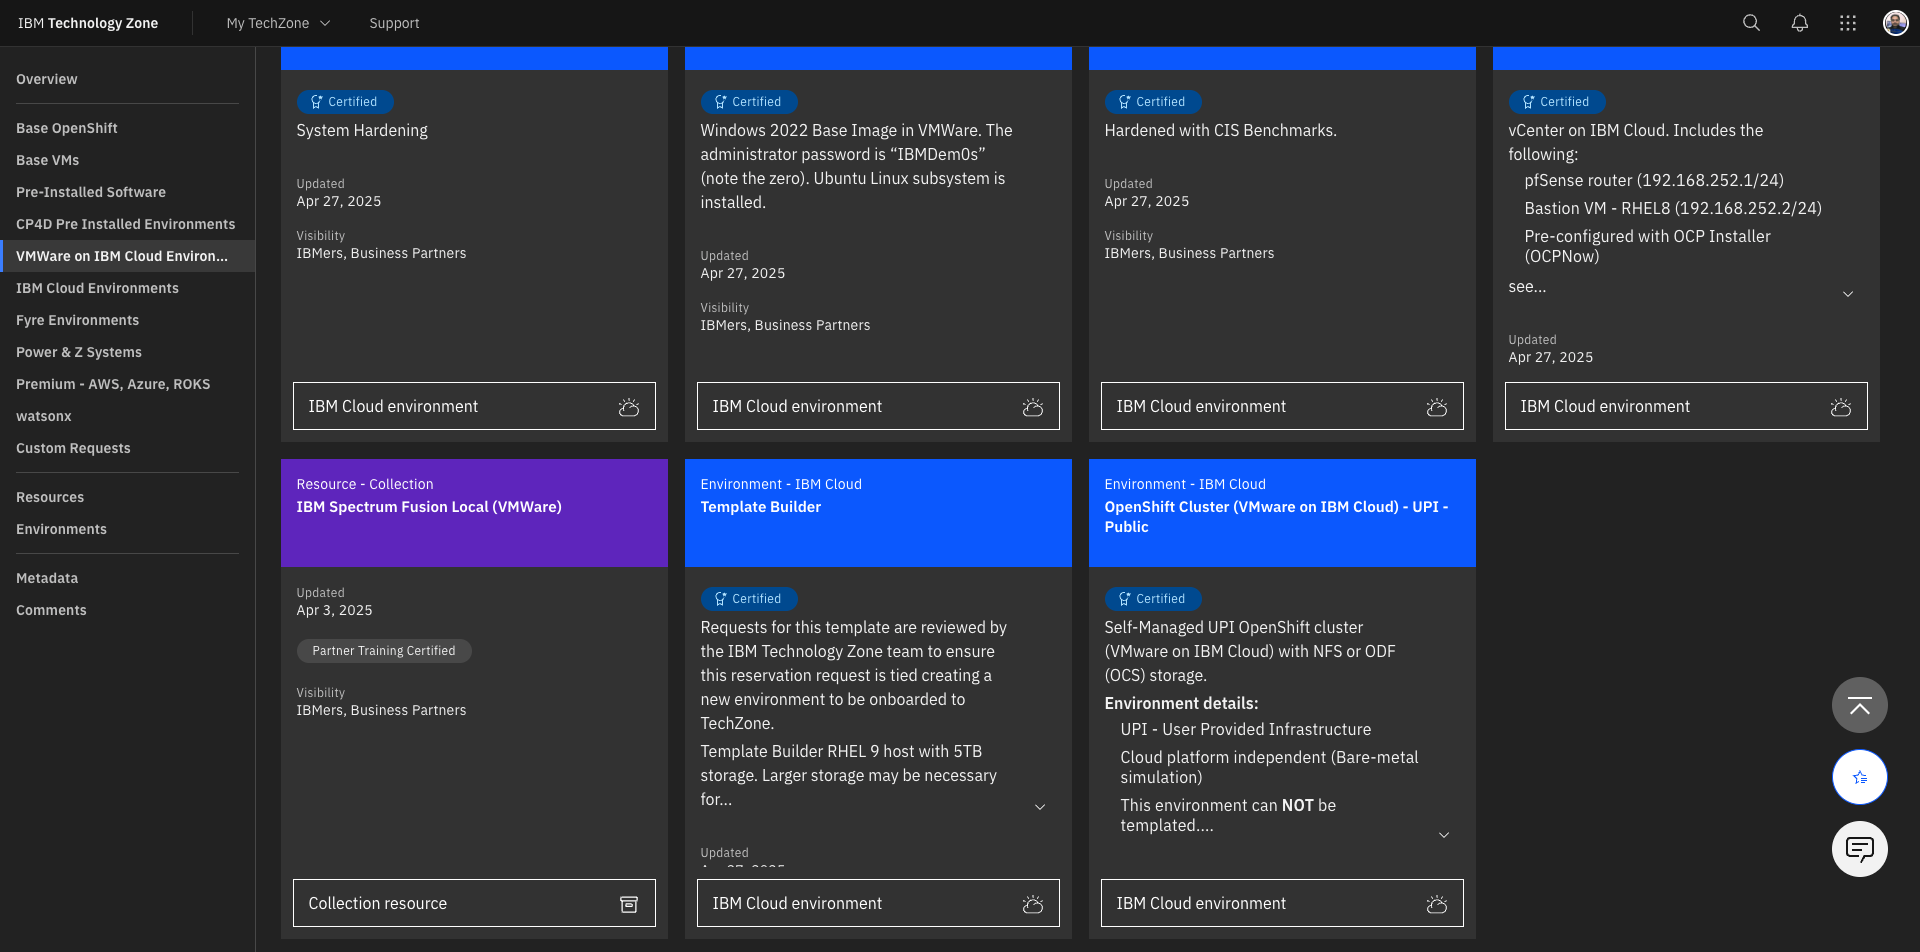 IBM Technology Zone
My TechZone
Support
Overview
Base OpenShift
Base VMs
Pre-Installed Software
CP4D Pre Installed Environments
VMWare on IBM Cloud Environ...
IBM Cloud Environments
Fyre Environments
Power & Z Systems
Premium - AWS, Azure, ROKS
watsonx
Custom Requests
Resources
Environments
Metadata
Comments
Certified
System Hardening
Updated
Apr 27, 2025
Visibility
IBMers, Business Partners
IBM Cloud environment
Certified
Windows 2022 Base Image in VMWare. The
administrator password is “IBMDem0s”
(note the zero). Ubuntu Linux subsystem is
installed.
Updated
Apr 27, 2025
Visibility
IBMers, Business Partners
IBM Cloud environment
Certified
Hardened with CIS Benchmarks.
Updated
Apr 27, 2025
Visibility
IBMers, Business Partners
IBM Cloud environment
Certified
vCenter on IBM Cloud. Includes the
following:
pfSense router (192.168.252.1/24)
Bastion VM - RHEL8 (192.168.252.2/24)
Pre-configured with OCP Installer
(OCPNow)
see...
Updated
Apr 27, 2025
IBM Cloud environment
Resource - Collection
IBM Spectrum Fusion Local (VMWare)
Updated
Apr 3, 2025
Partner Training Certified
Visibility
IBMers, Business Partners
Collection resource
Environment - IBM Cloud
Template Builder
Certified
Requests for this template are reviewed by
the IBM Technology Zone team to ensure
this reservation request is tied creating a
new environment to be onboarded to
TechZone.
Template Builder RHEL 9 host with 5TB
storage. Larger storage may be necessary
for...
Updated
IBM Cloud environment
Environment - IBM Cloud
OpenShift Cluster (VMware on IBM Cloud) - UPI -
Public
Certified
Self-Managed UPI OpenShift cluster
(VMware on IBM Cloud) with NFS or ODF
(OCS) storage.
Environment details:
UPI - User Provided Infrastructure
Cloud platform independent (Bare-metal
simulation)
This environment can NOT be
templated....
IBM Cloud environment